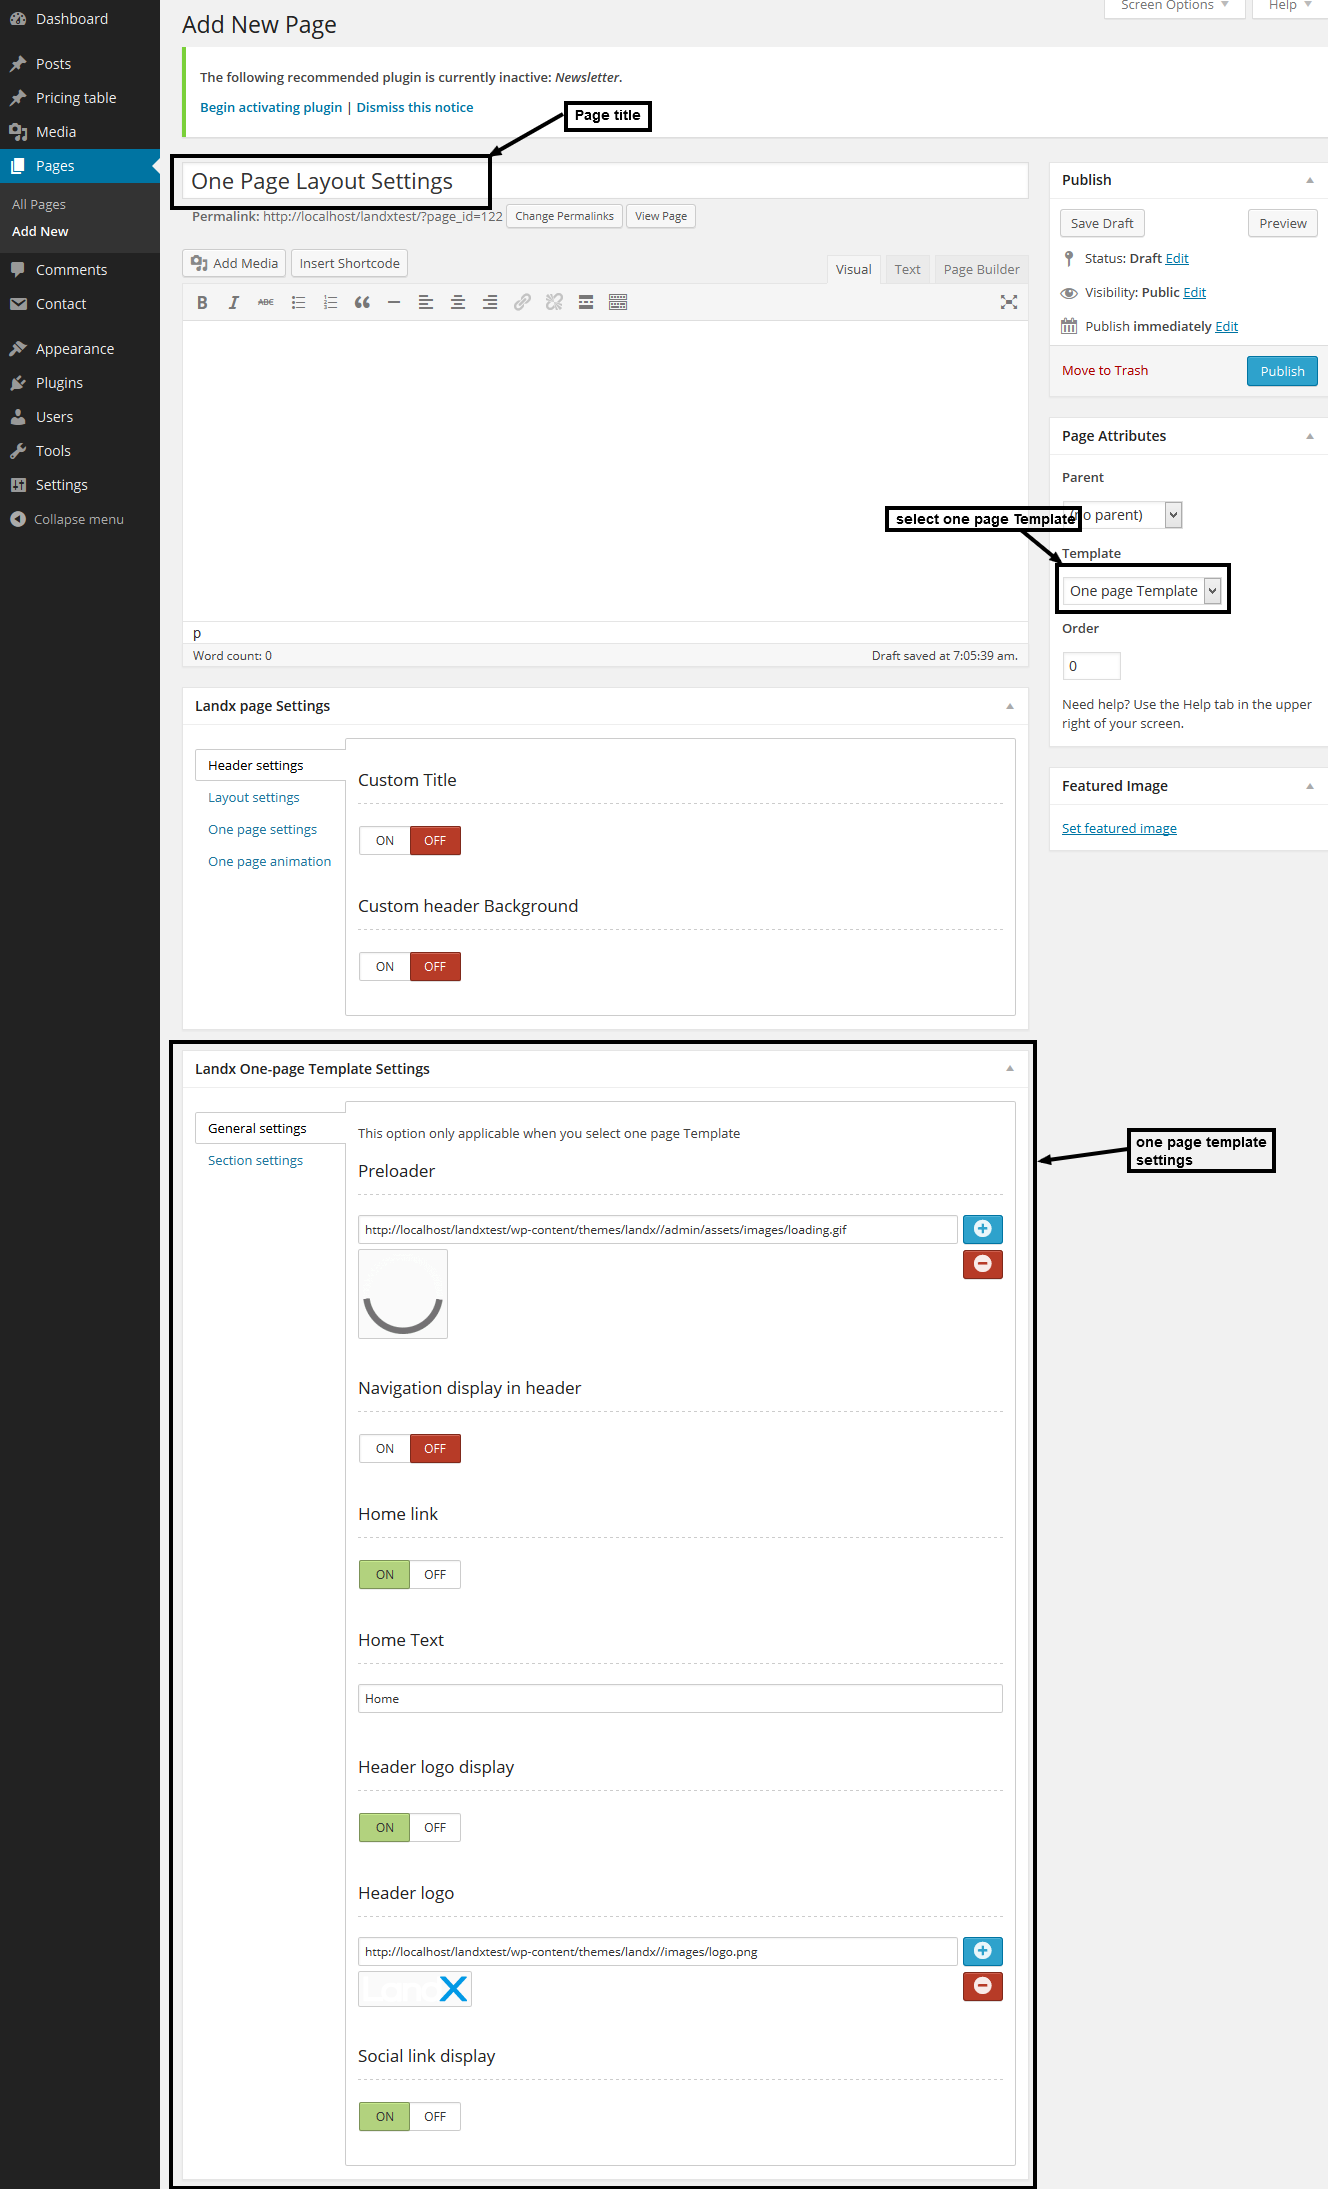 Dashboard
Posts
Pricing table
Media
Pages
All Pages
Add New
Comments
Contact
Appearance
Plugins
Users
Tools
Settings
Collapse menu
Screen Options
Help
Add New Page
The following recommended plugin is currently inactive: Newsletter.
Begin activating plugin | Dismiss this notice
Page title
One Page Layout Settings
Permalink: http://localhost/landxtest/?page_id=122 Change Permalinks View Page
Add Media Insert Shortcode
Visual Text Page Builder
B I ABC
p
Word count: 0 Draft saved at 7:05:39 am.
Publish
Save Draft Preview
Status: Draft Edit
Visibility: Public Edit
Publish immediately Edit
Move to Trash Publish
Page Attributes
Parent
(no parent)
select one page Template
Template
One page Template
Order
0
Need help? Use the Help tab in the upper
right of your screen.
Featured Image
Set featured image
Landx page Settings
Header settings
Layout settings
One page settings
One page animation
Custom Title
ON OFF
Custom header Background
ON OFF
Landx One-page Template Settings
General settings
Section settings
This option only applicable when you select one page Template
one page template
settings
Preloader
http://localhost/landxtest/wp-content/themes/landx//admin/assets/images/loading.gif
Navigation display in header
ON OFF
Home link
ON OFF
Home Text
Home
Header logo display
ON OFF
Header logo
http://localhost/landxtest/wp-content/themes/landx//images/logo.png
LandX
Social link display
ON OFF